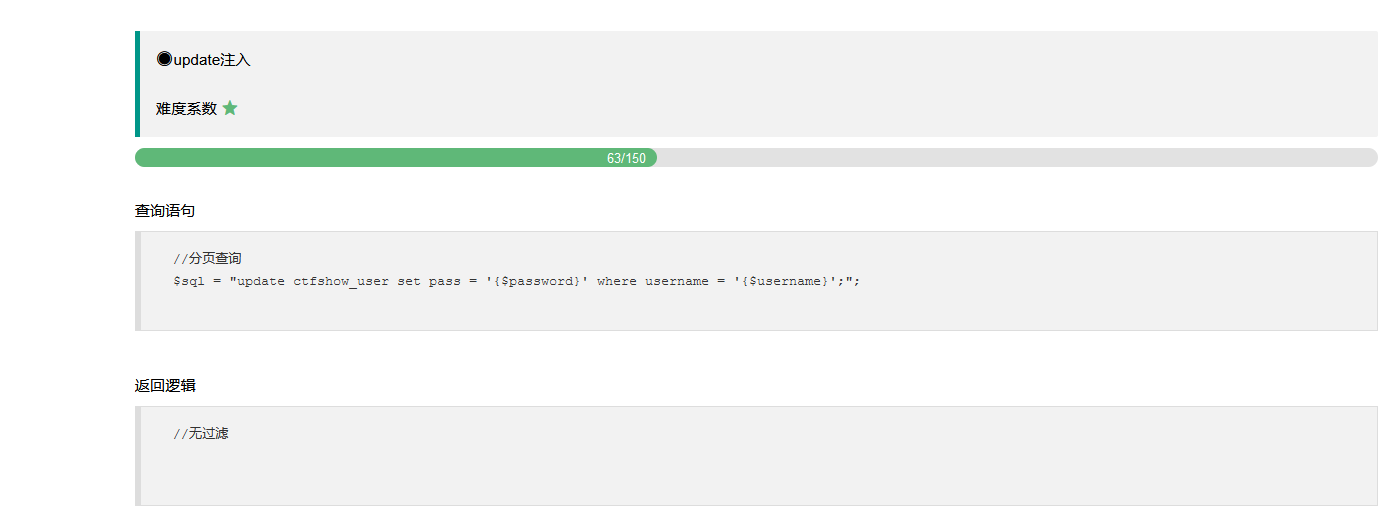 ◉update注入
难度系数 ★
63/150
查询语句
//分页查询
$sql = "update ctfshow_user set pass = '{$password}' where username = '{$username}';";
返回逻辑
//无过滤